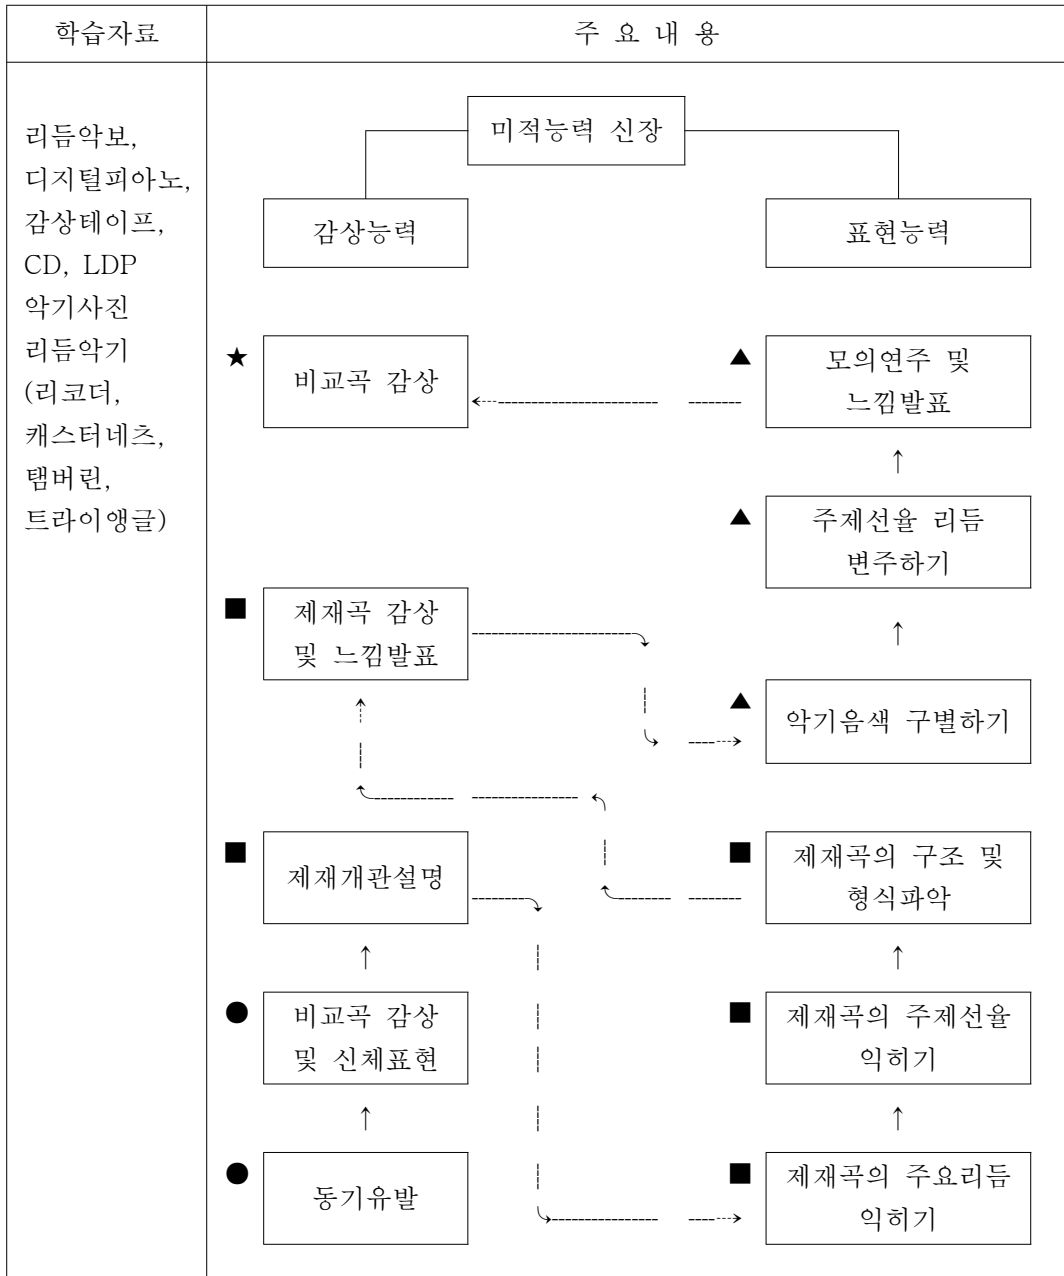 학습자료
주 요 내 용
리듬악보,
디지털피아노,
감상테이프,
CD, LDP
악기사진
리듬악기
(리코더,
캐스터네츠,
탬버린,
트라이앵글)
미적능력 신장
감상능력
표현능력
★
비교곡 감상
▲
모의연주 및
느낌발표
▲
주제선율 리듬
변주하기
■
제재곡 감상
및 느낌발표
▲
악기음색 구별하기
■
제재개관설명
■
제재곡의 구조 및
형식파악
●
비교곡 감상
및 신체표현
■
제재곡의 주제선율
익히기
●
동기유발
■
제재곡의 주요리듬
익히기